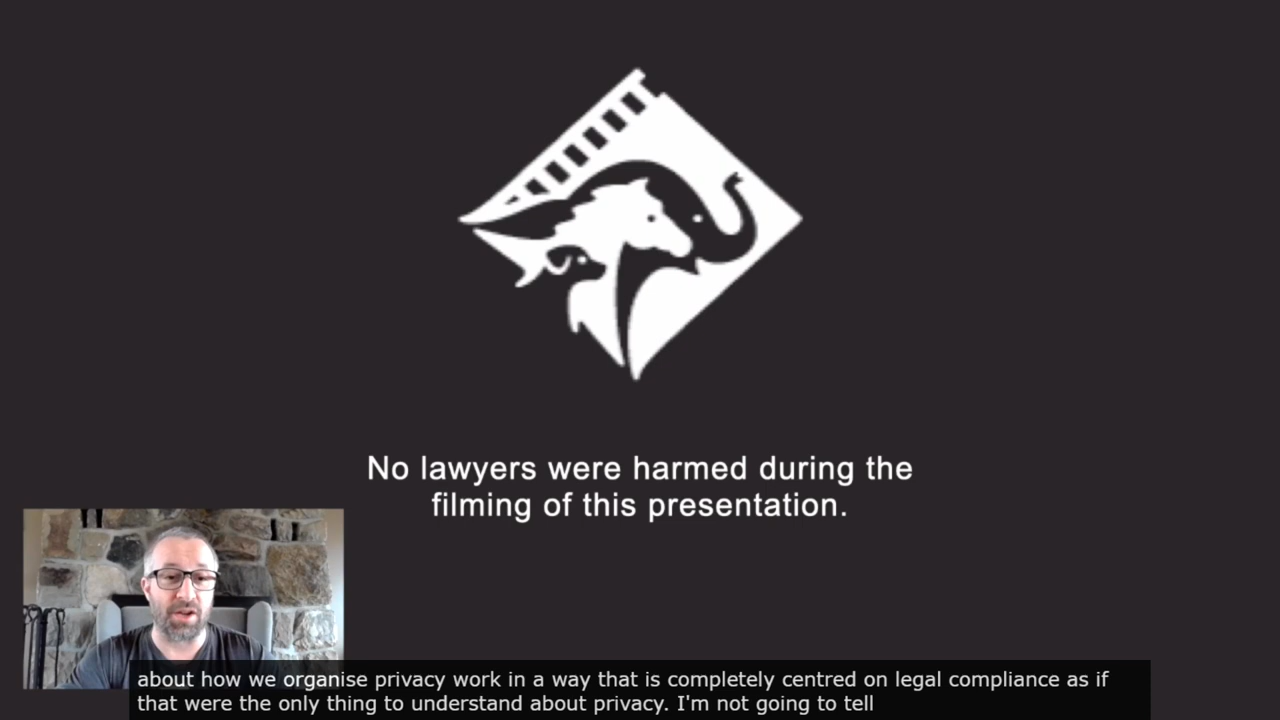 No lawyers were harmed during the
filming of this presentation.
about how we organise privacy work in a way that is completely centred on legal compliance as if
that were the only thing to understand about privacy. I'm not going to tell